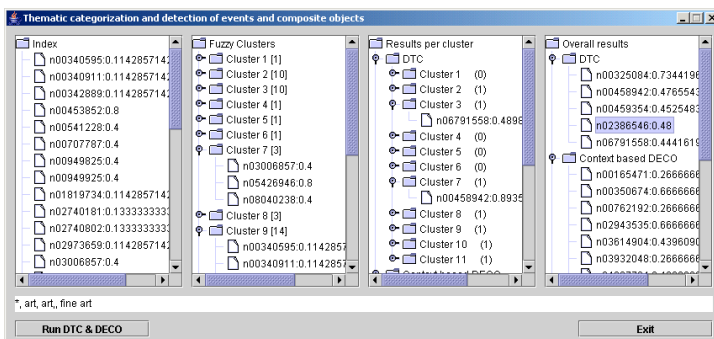 Thematic categorization and detection of events and composite objects
Index
n00340595:0.114285714
n00340911:0.114285714
n00342889:0.114285714
n00453852:0.8
n00541228:0.4
n00707787:0.4
n00949825:0.4
n00949925:0.4
n01819734:0.114285714
n02740181:0.133333333
n02740802:0.133333333
n02973659:0.114285714
n03006857:0.4
Fuzzy Clusters
Cluster 1 [1]
Cluster 2 [10]
Cluster 3 [10]
Cluster 4 [1]
Cluster 5 [1]
Cluster 6 [1]
Cluster 7 [3]
n03006857:0.4
n05426946:0.8
n08040238:0.4
Cluster 8 [3]
Cluster 9 [14]
n00340595:0.114285
n00340911:0.114285
Results per cluster
DTC
Cluster 1 (0)
Cluster 2 (1)
Cluster 3 (1)
n06791558:0.4898
Cluster 4 (0)
Cluster 5 (0)
Cluster 6 (0)
Cluster 7 (1)
n00458942:0.8935
Cluster 8 (1)
Cluster 9 (1)
Cluster 10 (1)
Cluster 11 (1)
Context based DECO
Overall results
DTC
n00325084:0.7344196
n00458942:0.4765543
n00459354:0.4525483
n02386546:0.48
n06791558:0.4441619
Context based DECO
n00165471:0.2666666
n00350674:0.6666666
n00762192:0.2666666
n02943535:0.6666666
n03614904:0.4396090
n03932048:0.2666666
*, art, art,, fine art
Run DTC & DECO
Exit